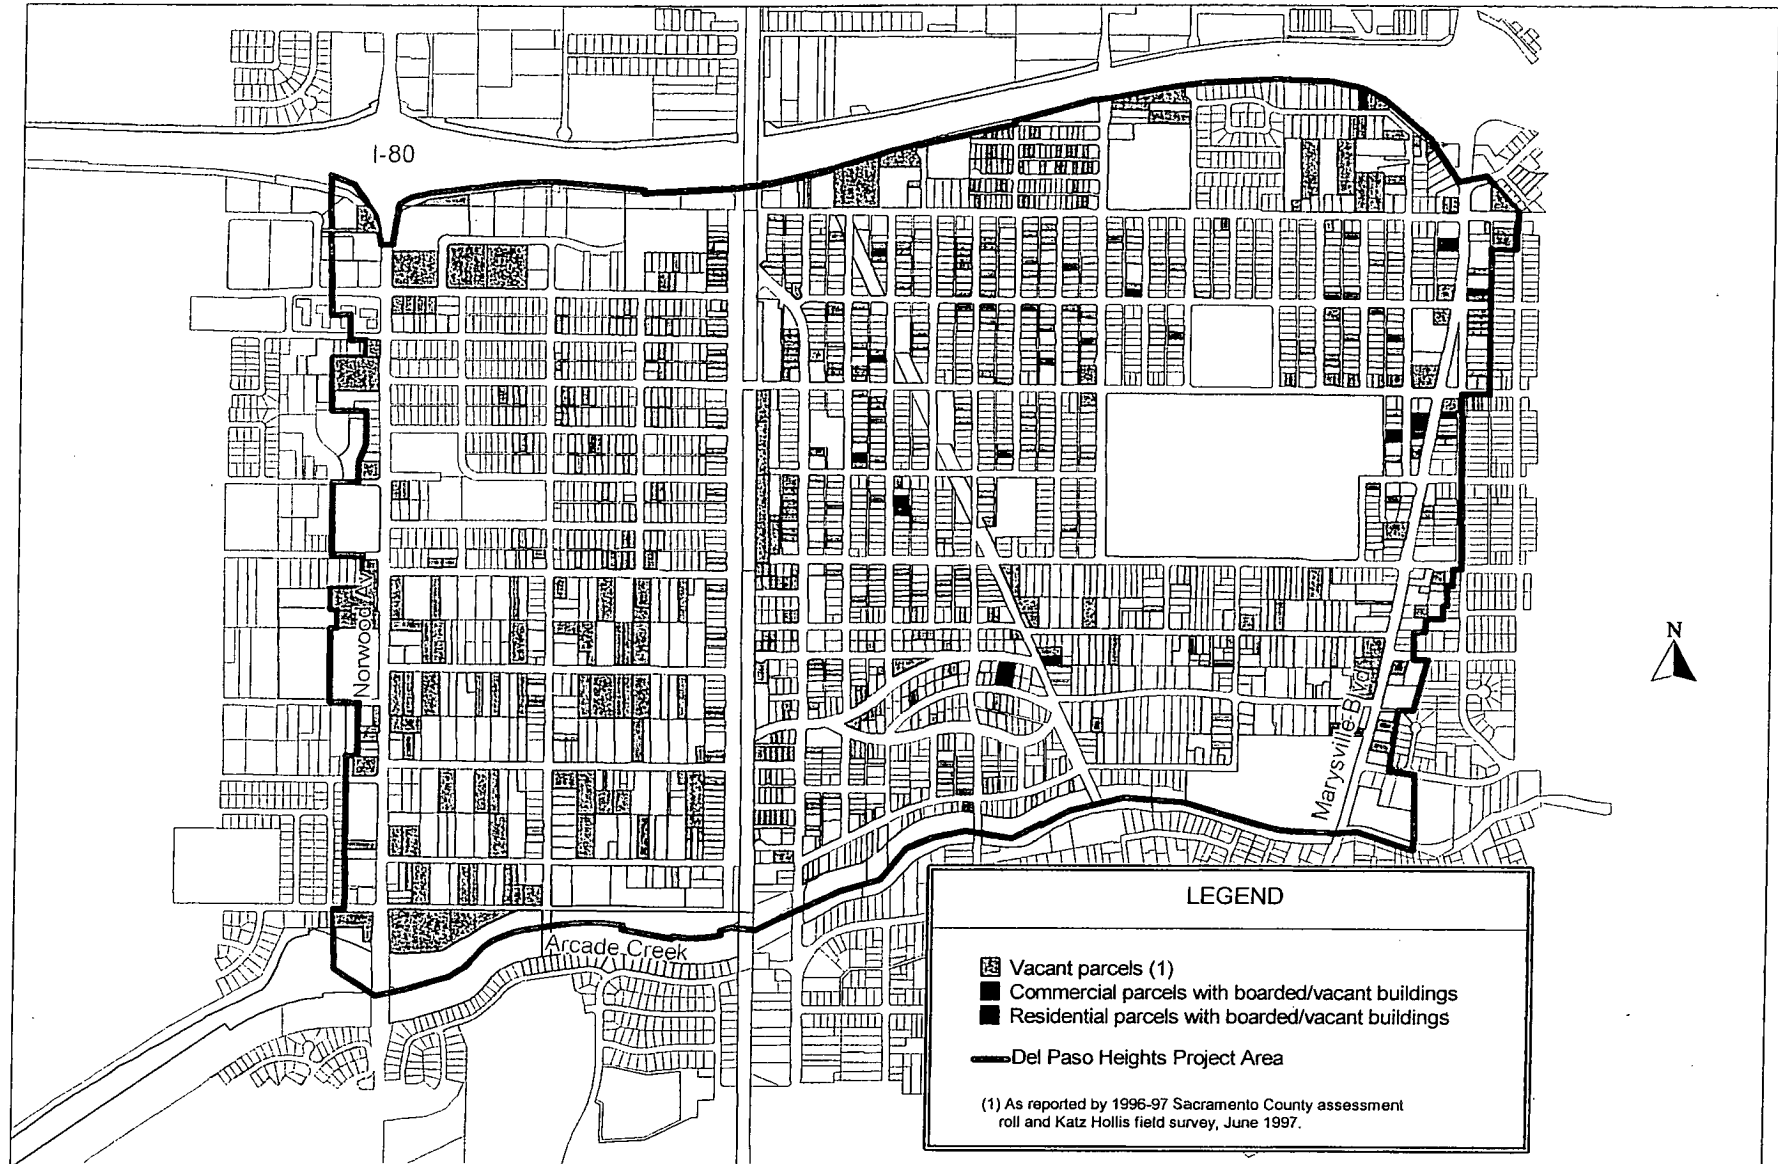 I-80
Norwood Av
N
Marysville Blvd
Arcade Creek
LEGEND
Vacant parcels (1)
Commercial parcels with boarded/vacant buildings
Residential parcels with boarded/vacant buildings
Del Paso Heights Project Area
(1) As reported by 1996-97 Sacramento County assessment
roll and Katz Hollis field survey, June 1997.